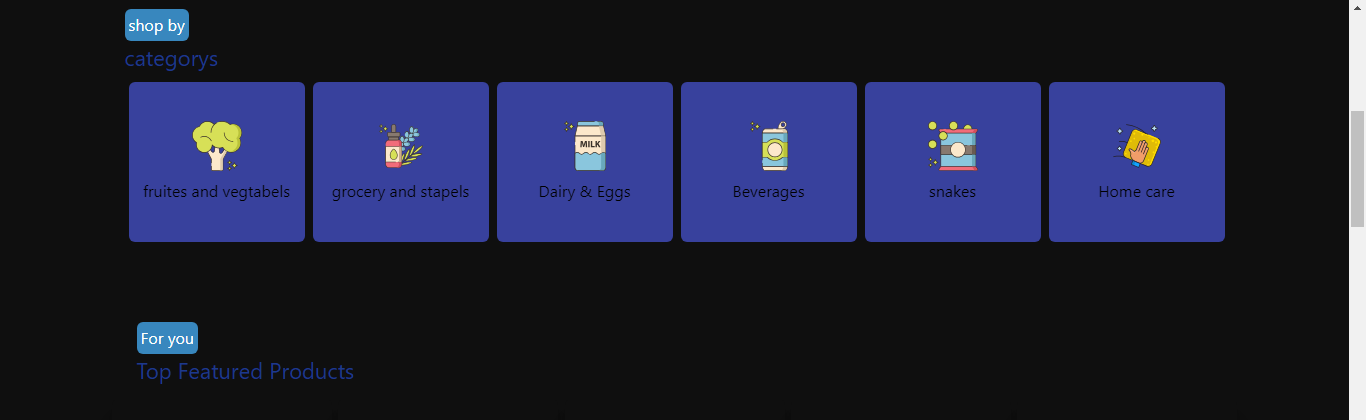 shop by
categorys
MILK
fruites and vegtabels
grocery and stapels
Dairy & Eggs
Beverages
snakes
Home care
For you
Top Featured Products